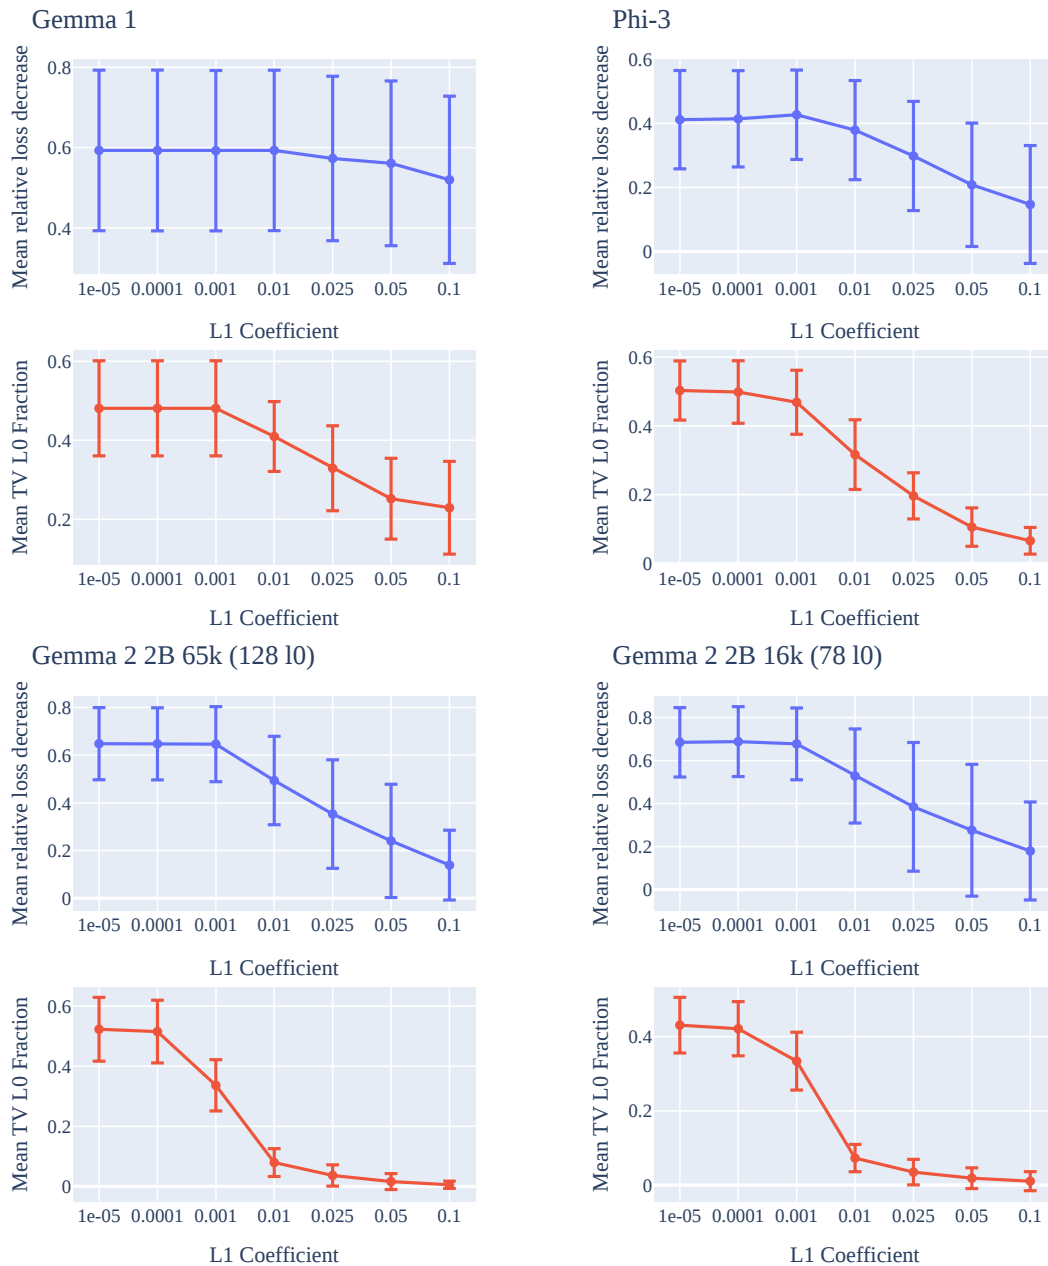 Gemma 1
Mean relative loss decrease
0.8
0.6
0.4
1e-05 0.0001 0.001 0.01 0.025 0.05 0.1
L1 Coefficient
Mean TV L0 Fraction
0.6
0.4
0.2
1e-05 0.0001 0.001 0.01 0.025 0.05 0.1
L1 Coefficient
Phi-3
Mean relative loss decrease
0.6
0.4
0.2
0
1e-05 0.0001 0.001 0.01 0.025 0.05 0.1
L1 Coefficient
Mean TV L0 Fraction
0.6
0.4
0.2
0
1e-05 0.0001 0.001 0.01 0.025 0.05 0.1
L1 Coefficient
Gemma 2 2B 65k (128 l0)
Mean relative loss decrease
0.8
0.6
0.4
0.2
0
1e-05 0.0001 0.001 0.01 0.025 0.05 0.1
L1 Coefficient
Mean TV L0 Fraction
0.6
0.4
0.2
0
1e-05 0.0001 0.001 0.01 0.025 0.05 0.1
L1 Coefficient
Gemma 2 2B 16k (78 l0)
Mean relative loss decrease
0.8
0.6
0.4
0.2
0
1e-05 0.0001 0.001 0.01 0.025 0.05 0.1
L1 Coefficient
Mean TV L0 Fraction
0.4
0.2
0
1e-05 0.0001 0.001 0.01 0.025 0.05 0.1
L1 Coefficient